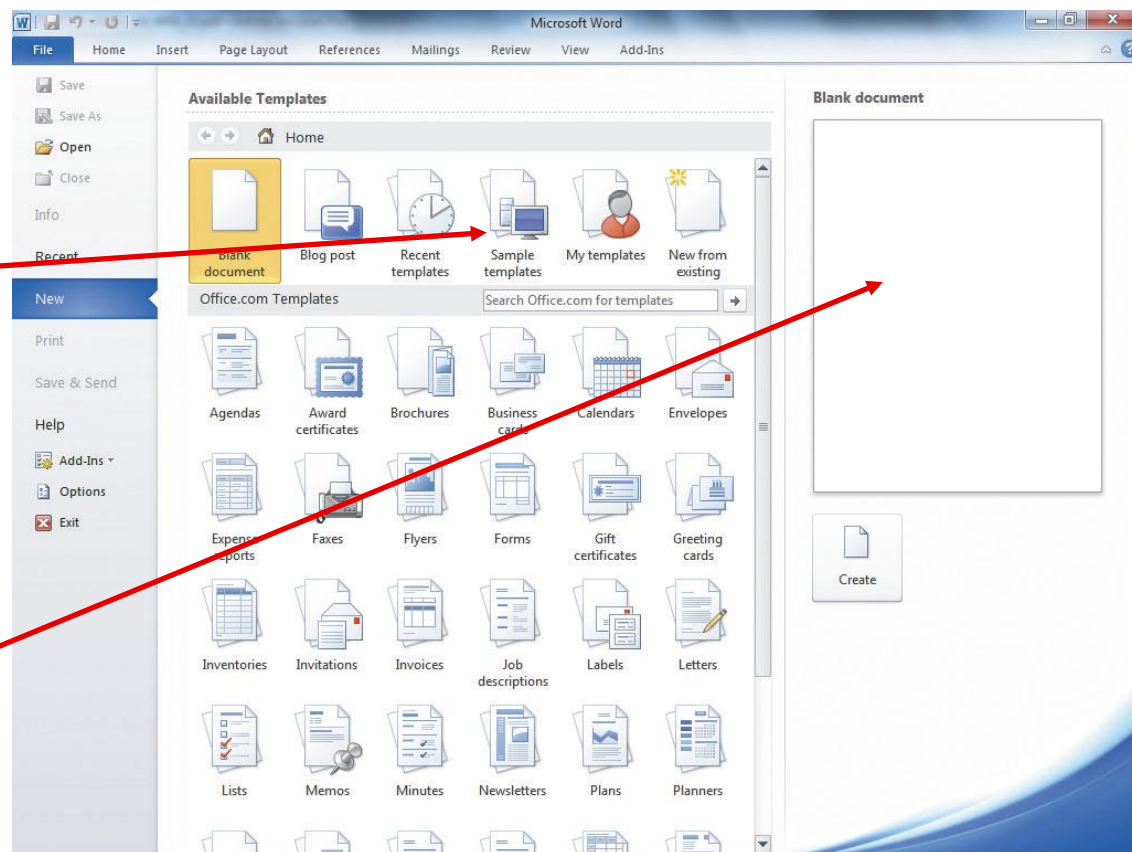 Microsoft Word
File Home Insert Page Layout References Mailings Review View Add-Ins
Save
Save As
Open
Close
Info
Recent
New
Print
Save & Send
Help
Add-Ins
Options
Exit
Available Templates
Home
Blank document
Blog post
Recent templates
Sample templates
My templates
New from existing
Office.com Templates
Search Office.com for templates
Agendas
Award certificates
Brochures
Business cards
Calendars
Envelopes
Expense reports
Faxes
Flyers
Forms
Gift certificates
Greeting cards
Inventories
Invitations
Invoices
Job descriptions
Labels
Letters
Lists
Memos
Minutes
Newsletters
Plans
Planners
Blank document
Create